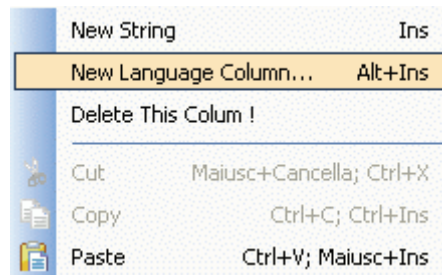 New String Ins
New Language Column... Alt+Ins
Delete This Colum !
Cut Maiusc+Cancella; Ctrl+X
Copy Ctrl+C; Ctrl+Ins
Paste Ctrl+V; Maiusc+Ins